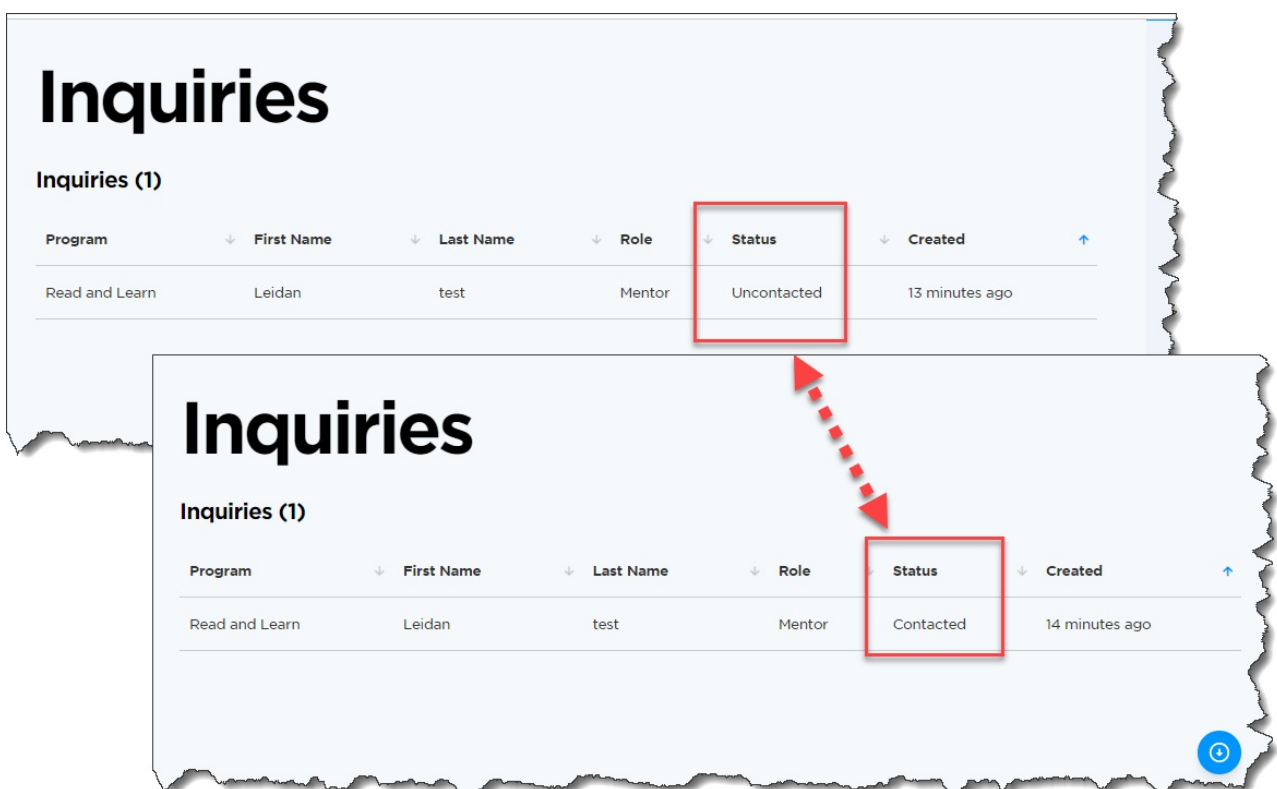 Inquiries
Inquiries (1)
Program First Name Last Name Role Status Created
Read and Learn Leidan test Mentor Uncontacted 13 minutes ago
Inquiries
Inquiries (1)
Program First Name Last Name Role Status Created
Read and Learn Leidan test Mentor Contacted 14 minutes ago